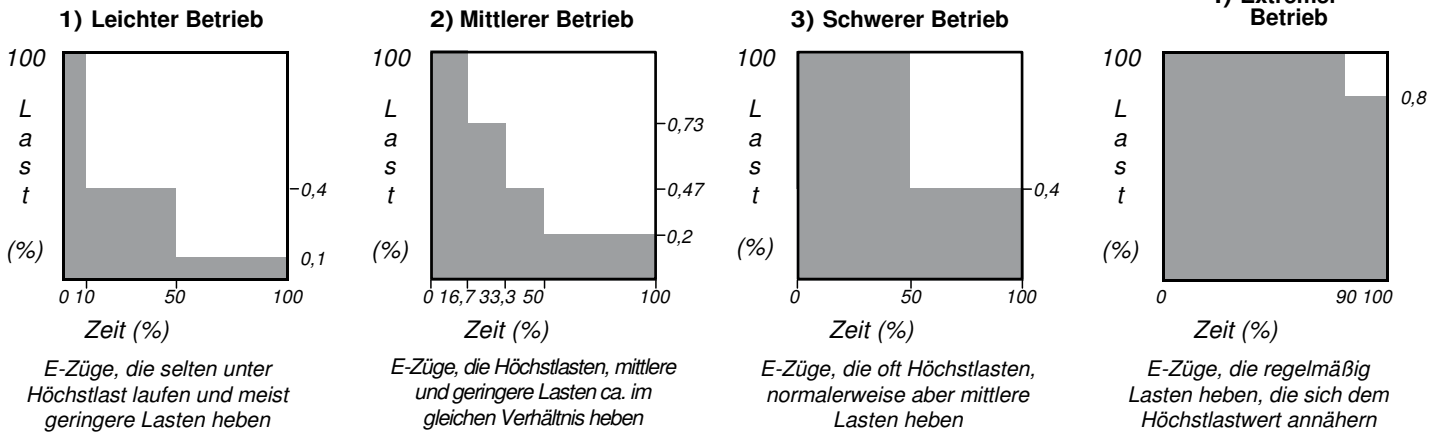 1) Leichter Betrieb
100
L
a
s
t
(%)
0,4
0,1
0 10 50 100
Zeit (%)
E-Züge, die selten unter
Höchstlast laufen und meist
geringere Lasten heben
2) Mittlerer Betrieb
100
L
a
s
t
(%)
0,73
0,47
0,2
0 16,7 33,3 50 100
Zeit (%)
E-Züge, die Höchstlasten, mittlere
und geringere Lasten ca. im
gleichen Verhältnis heben
3) Schwerer Betrieb
100
L
a
s
t
(%)
0,4
0 50 100
Zeit (%)
E-Züge, die oft Höchstlasten,
normalerweise aber mittlere
Lasten heben
Extremer
Betrieb
100
L
a
s
t
(%)
0,8
0 90 100
Zeit (%)
E-Züge, die regelmäßig
Lasten heben, die sich dem
Höchstlastwert annähern